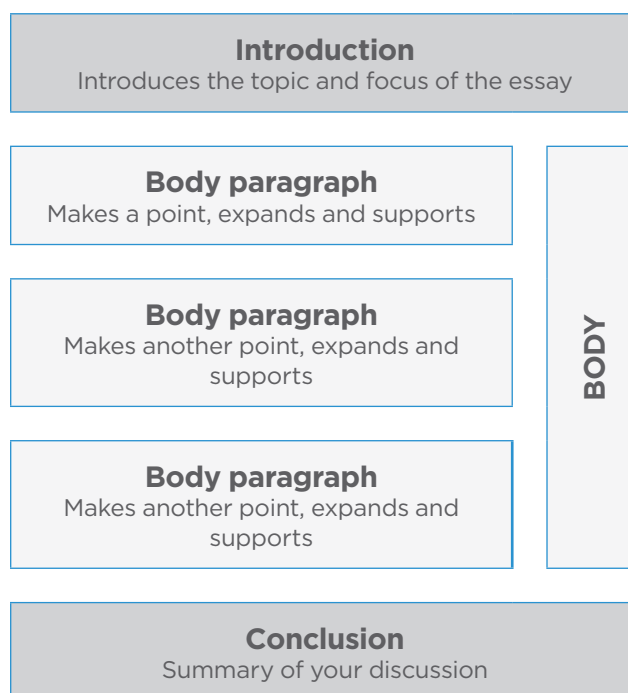 Introduction
Introduces the topic and focus of the essay
Body paragraph
Makes a point, expands and supports
Body paragraph
Makes another point, expands and
supports
Body paragraph
Makes another point, expands and
supports
BODY
Conclusion
Summary of your discussion